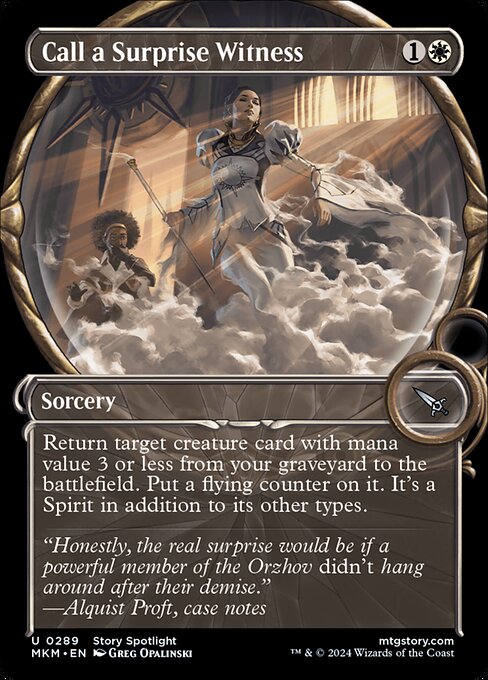 Call a Surprise Witness 1
Sorcery
Return target creature card with mana
value 3 or less from your graveyard to the
battlefield. Put a flying counter on it. It's a
Spirit in addition to its other types.
“Honestly, the real surprise would be if a
powerful member of the Orzhov didn't hang
around after their demise.”
—Alquist Proft, case notes
U 0289 Story Spotlight mtgstory.com
MKM • EN Greg Opalinski ™ & © 2024 Wizards of the Coast